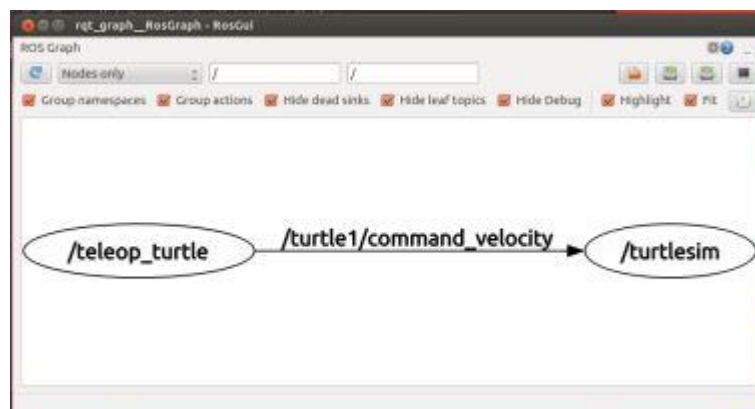 rqt_graph__RosGraph - RosGui
ROS Graph
Nodes only / /
Group namespaces Group actions Hide dead sinks Hide leaf topics Hide Debug Highlight Fit
/teleop_turtle /turtle1/command_velocity /turtlesim